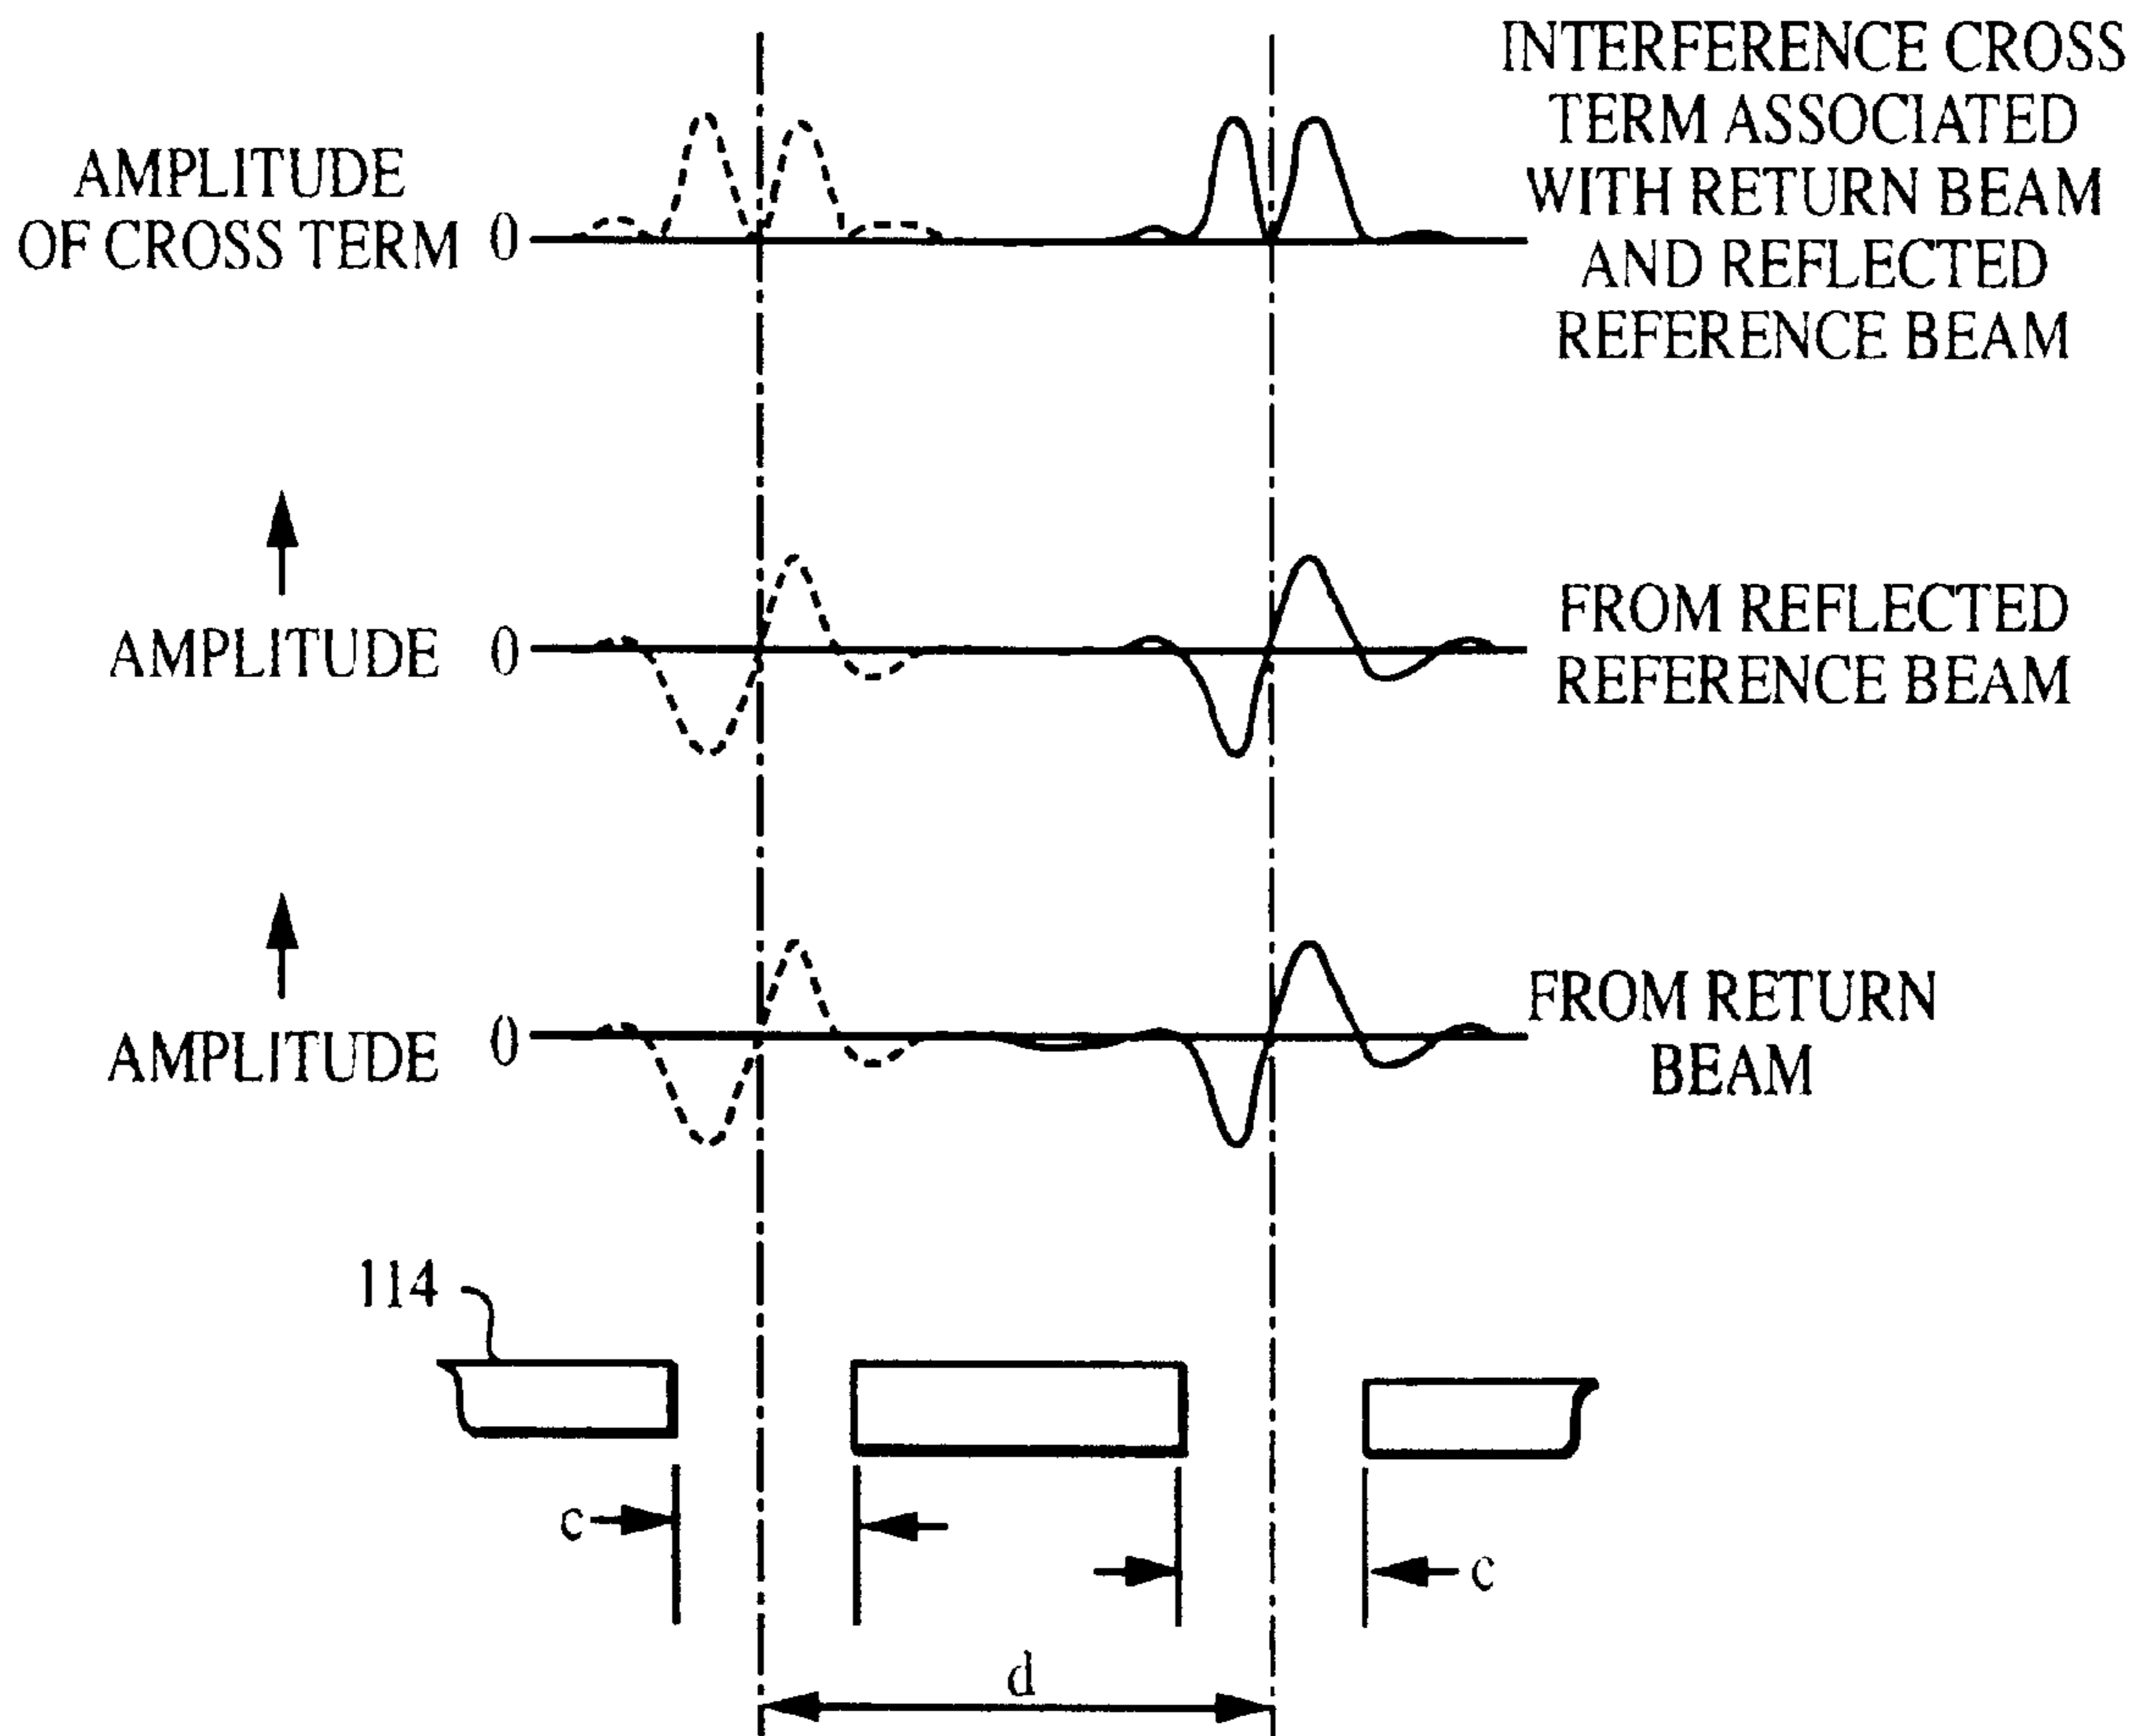 INTERFERENCE CROSS
TERM ASSOCIATED
WITH RETURN BEAM
AND REFLECTED
REFERENCE BEAM
AMPLITUDE
OF CROSS TERM 0
AMPLITUDE 0
FROM REFLECTED
REFERENCE BEAM
AMPLITUDE 0
FROM RETURN
BEAM
114
c
c
d